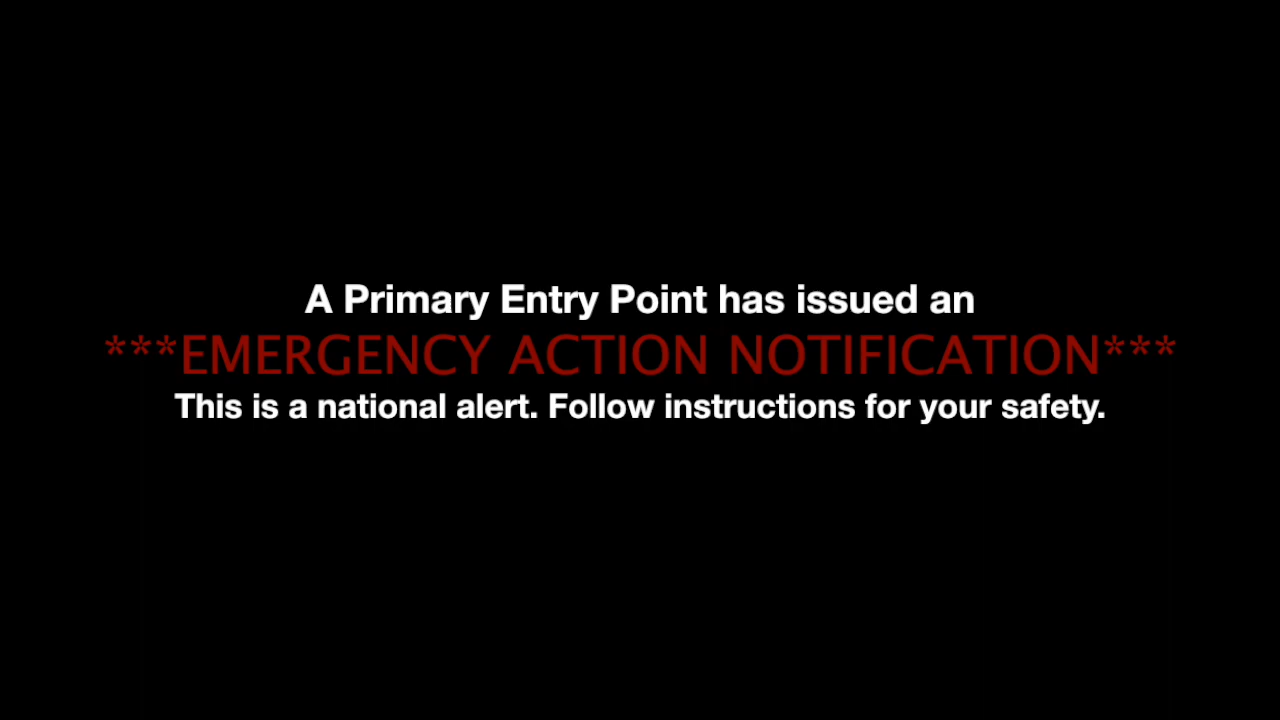 A Primary Entry Point has issued an
***EMERGENCY ACTION NOTIFICATION***
This is a national alert. Follow instructions for your safety.